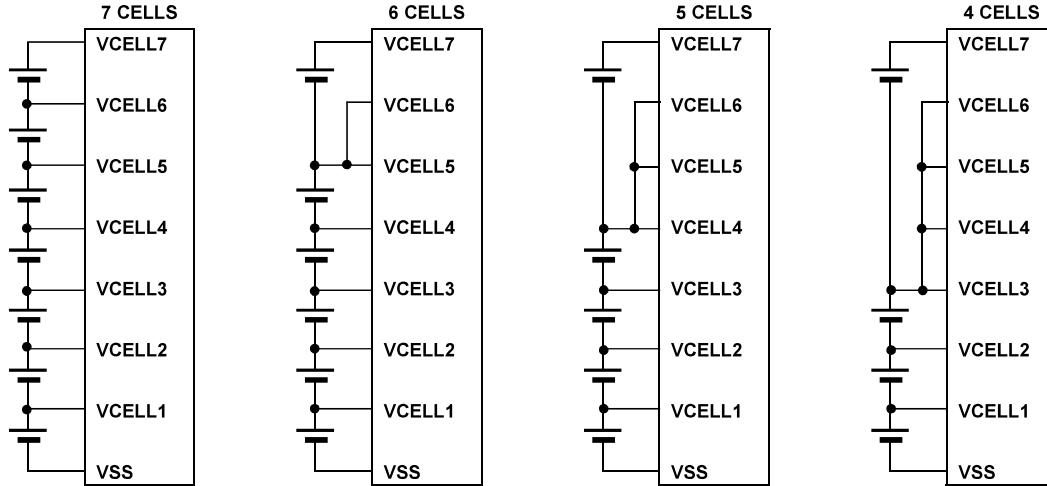 7 CELLS
VCELL7
VCELL6
VCELL5
VCELL4
VCELL3
VCELL2
VCELL1
VSS
6 CELLS
VCELL7
VCELL6
VCELL5
VCELL4
VCELL3
VCELL2
VCELL1
VSS
5 CELLS
VCELL7
VCELL6
VCELL5
VCELL4
VCELL3
VCELL2
VCELL1
VSS
4 CELLS
VCELL7
VCELL6
VCELL5
VCELL4
VCELL3
VCELL2
VCELL1
VSS